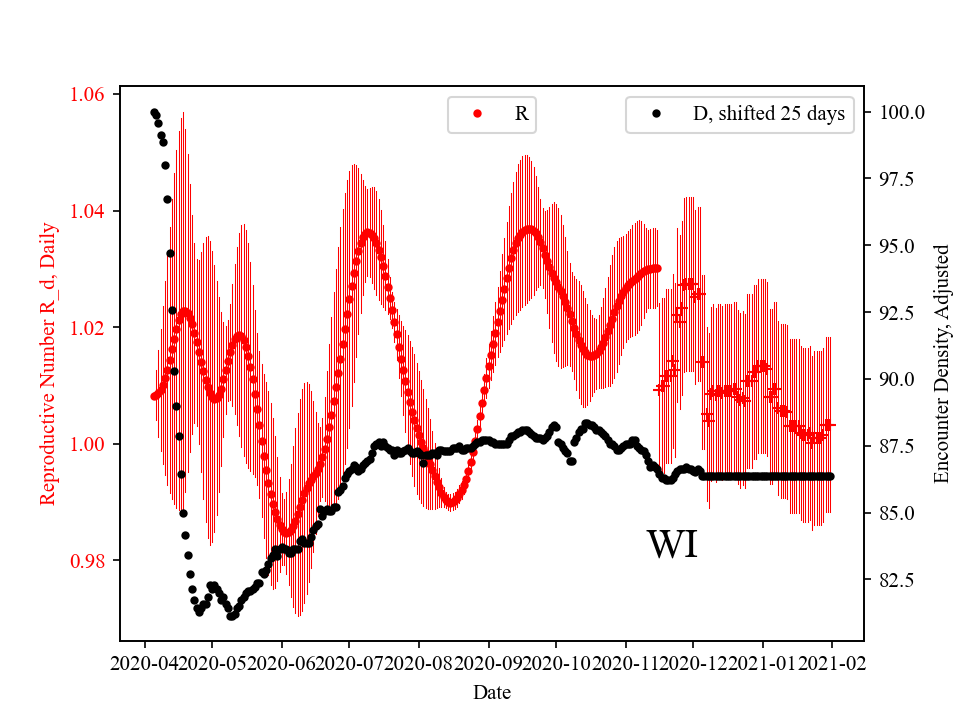 R
D, shifted 25 days
1.06
1.04
1.02
1.00
0.98
Reproductive Number R_d, Daily
100.0
97.5
95.0
92.5
90.0
87.5
85.0
82.5
Encounter Density, Adjusted
WI
2020-04 2020-05 2020-06 2020-07 2020-08 2020-09 2020-10 2020-11 2020-12 2021-01 2021-02
Date